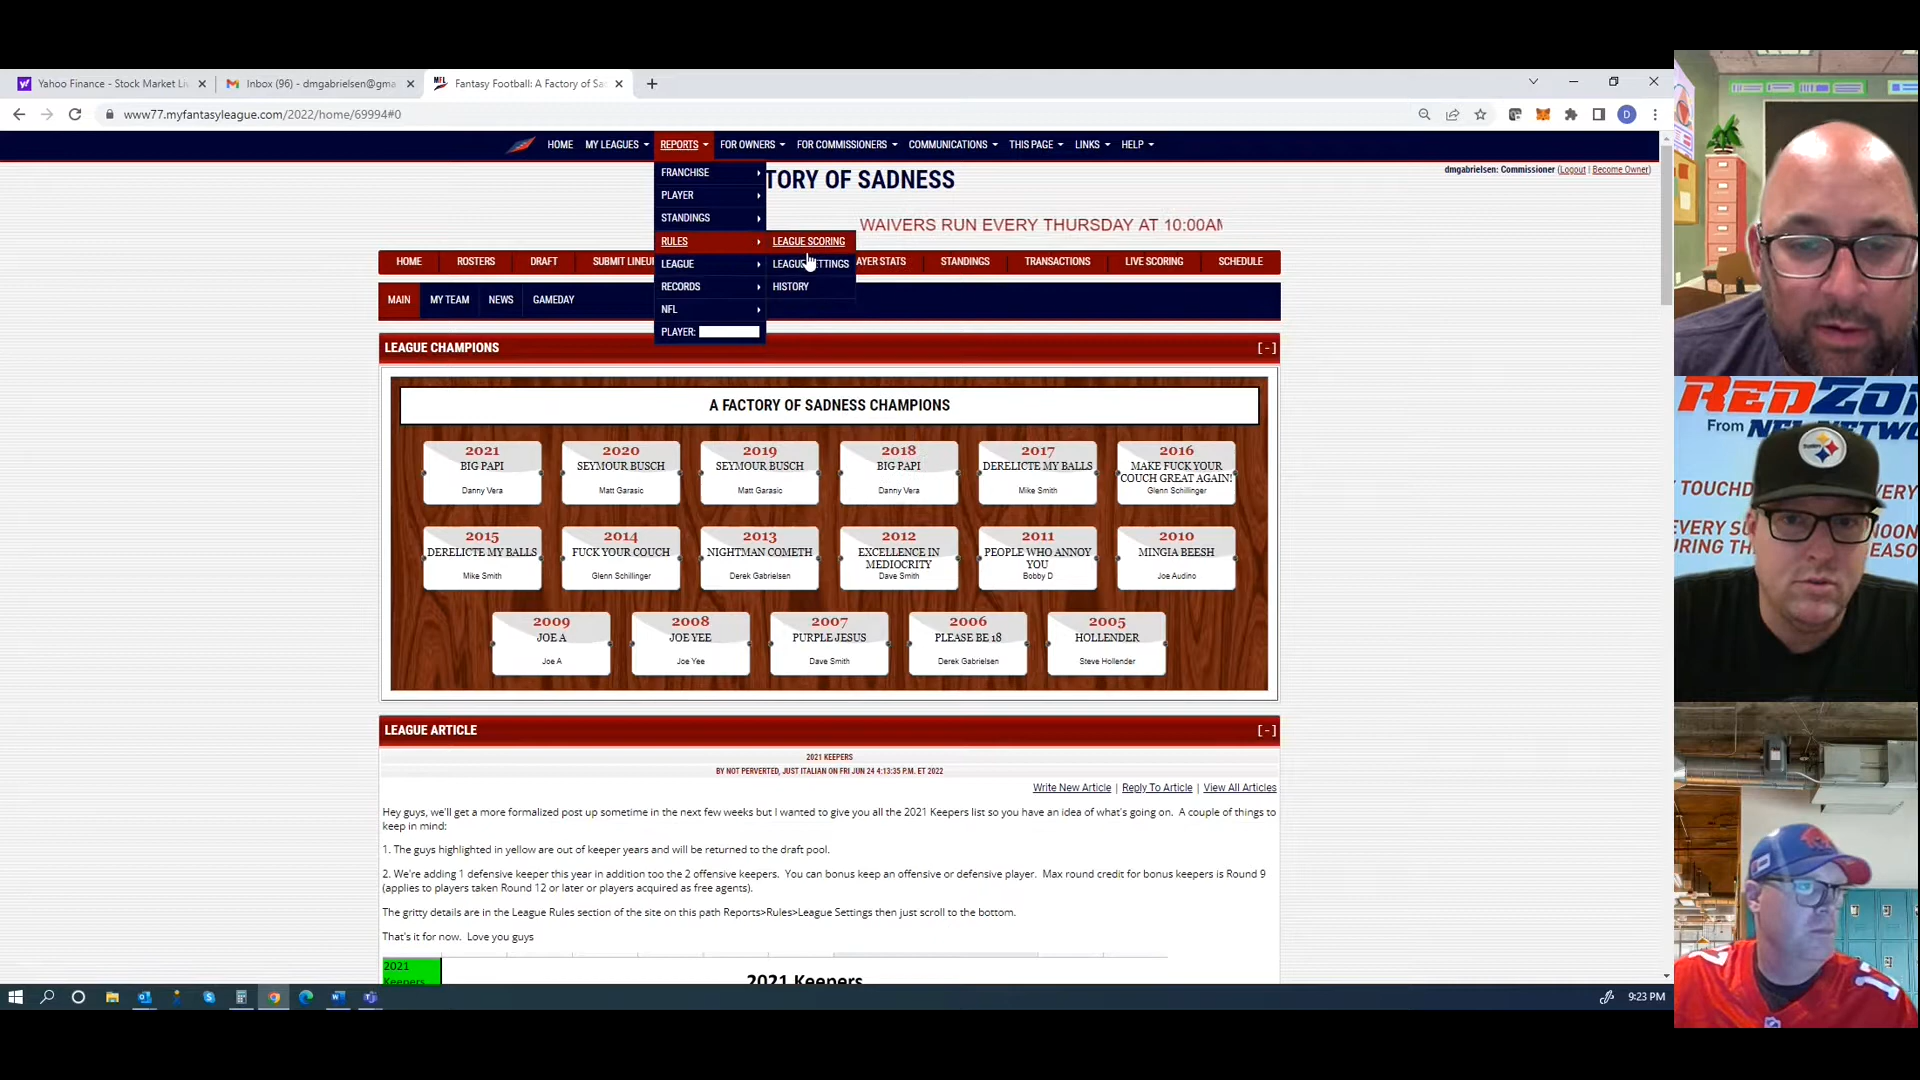 Yahoo Finance - Stock Market Li
Inbox (96) - dmgabrielsen@gma
Fantasy Football: A Factory of Sa
www77.myfantasyleague.com/2022/home/69994#0
D
HOME MY LEAGUES REPORTS FOR OWNERS FOR COMMISSIONERS COMMUNICATIONS THIS PAGE LINKS HELP
TORY OF SADNESS
dmgabrielsen: Commissioner (Logout | Become Owner)
WAIVERS RUN EVERY THURSDAY AT 10:00AM
FRANCHISE
PLAYER
STANDINGS
RULES
LEAGUE
RECORDS
NFL
PLAYER:
LEAGUE SCORING
LEAGUE SETTINGS
HISTORY
HOME ROSTERS DRAFT SUBMIT LINEU AYER STATS STANDINGS TRANSACTIONS LIVE SCORING SCHEDULE
MAIN MY TEAM NEWS GAMEDAY
LEAGUE CHAMPIONS [-]
A FACTORY OF SADNESS CHAMPIONS
2021
BIG PAPI
Danny Vera
2020
SEYMOUR BUSCH
Matt Garasic
2019
SEYMOUR BUSCH
Matt Garasic
2018
BIG PAPI
Danny Vera
2017
DERELICTE MY BALLS
Mike Smith
2016
MAKE FUCK YOUR
COUCH GREAT AGAIN!
Glenn Schillinger
2015
DERELICTE MY BALLS
Mike Smith
2014
FUCK YOUR COUCH
Glenn Schillinger
2013
NIGHTMAN COMETH
Derek Gabrielsen
2012
EXCELLENCE IN
MEDIOCRITY
Dave Smith
2011
PEOPLE WHO ANNOY
YOU
Bobby D
2010
MINGIA BEESH
Joe Audino
2009
JOE A
Joe A
2008
JOE YEE
Joe Yee
2007
PURPLE JESUS
Dave Smith
2006
PLEASE BE 18
Derek Gabrielsen
2005
HOLLENDER
Steve Hollender
LEAGUE ARTICLE [-]
2021 KEEPERS
BY NOT PERVERTED, JUST ITALIAN ON FRI JUN 24 4:13:35 P.M. ET 2022
Write New Article | Reply To Article | View All Articles
Hey guys, we'll get a more formalized post up sometime in the next few weeks but I wanted to give you all the 2021 Keepers list so you have an idea of what's going on. A couple of things to
keep in mind:
1. The guys highlighted in yellow are out of keeper years and will be returned to the draft pool.
2. We're adding 1 defensive keeper this year in addition too the 2 offensive keepers. You can bonus keep an offensive or defensive player. Max round credit for bonus keepers is Round 9
(applies to players taken Round 12 or later or players acquired as free agents).
The gritty details are in the League Rules section of the site on this path Reports>Rules>League Settings then just scroll to the bottom.
That's it for now. Love you guys
2021
Keepers
2021 Keepers
9:23 PM
REDZON
From NFL NETWO
TOUCHD VERY
EVERY SU NOON
URING TH EASO
17